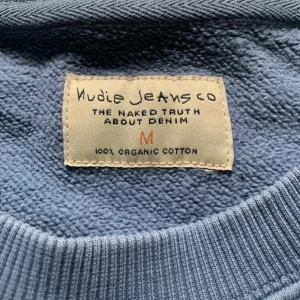 Nudie Jeans co
THE NAKED TRUTH
ABOUT DENIM
M
100% ORGANIC COTTON